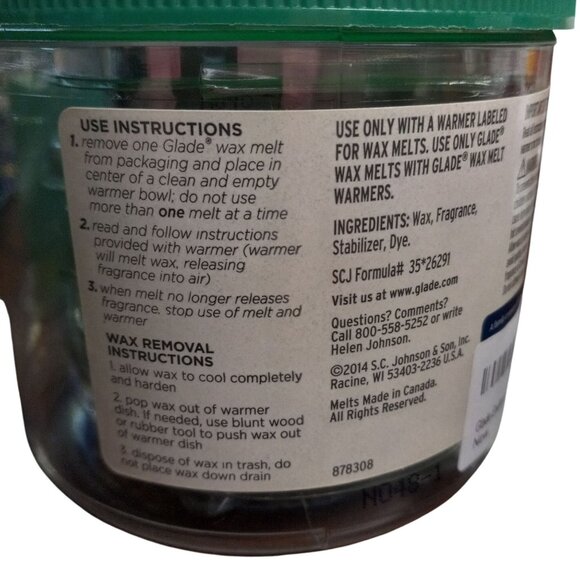 USE INSTRUCTIONS
1. remove one Glade® wax melt
from packaging and place in
center of a clean and empty
warmer bowl; do not use
more than one melt at a time
2. read and follow instructions
provided with warmer (warmer
will melt wax, releasing
fragrance into air)
3. when melt no longer releases
fragrance, stop use of melt and
warmer
WAX REMOVAL
INSTRUCTIONS
1. allow wax to cool completely
and harden
2. pop wax out of warmer
dish. If needed, use blunt wood
or rubber tool to push wax out
of warmer dish
3. dispose of wax in trash, do
not place wax down drain
USE ONLY WITH A WARMER LABELED
FOR WAX MELTS. USE ONLY GLADE®
WAX MELTS WITH GLADE® WAX MELT
WARMERS.
INGREDIENTS: Wax, Fragrance,
Stabilizer, Dye.
SCJ Formula# 35*26291
Visit us at www.glade.com
Questions? Comments?
Call 800-558-5252 or write
Helen Johnson.
©2014 S.C. Johnson & Son, Inc.
Racine, WI 53403-2236 U.S.A.
Melts Made in Canada.
All Rights Reserved.
878308